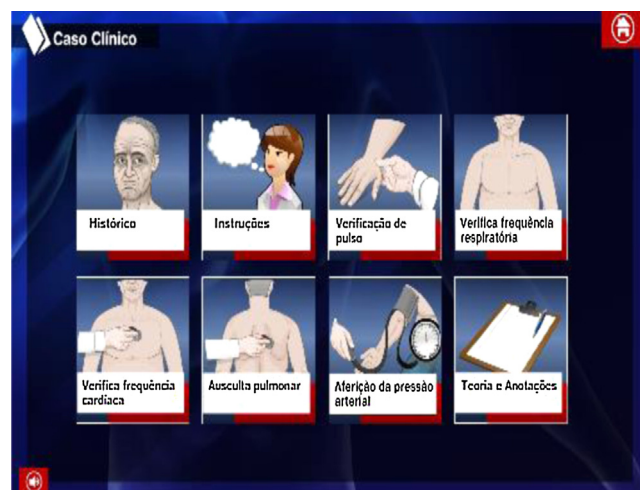 Caso Clínico
Histórico
Instruções
Verificação de
pulso
Verifica frequência
respiratória
Verifica frequência
cardíaca
Ausculta pulmonar
Aferição da pressão
arterial
Teoria e Anotações